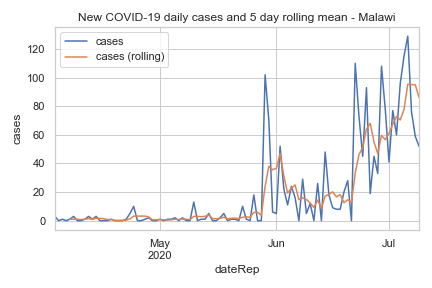 New COVID-19 daily cases and 5 day rolling mean - Malawi
cases
cases (rolling)
120
100
80
60
40
20
0
cases
May
2020
Jun
Jul
dateRep